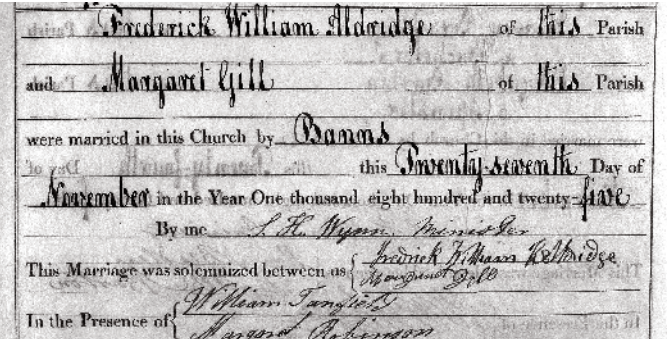 Frederick William Aldridge of this Parish
and Margaret Gill of this Parish
were married in this Church by Banns
this Twenty-seventh Day of
November in the Year One thousand eight hundred and twenty-five
By me S. H. Wynn Minister
This Marriage was solemnized between us { Fredrick William
Margaret Gill
In the Presence of { William
Margaret Robinson